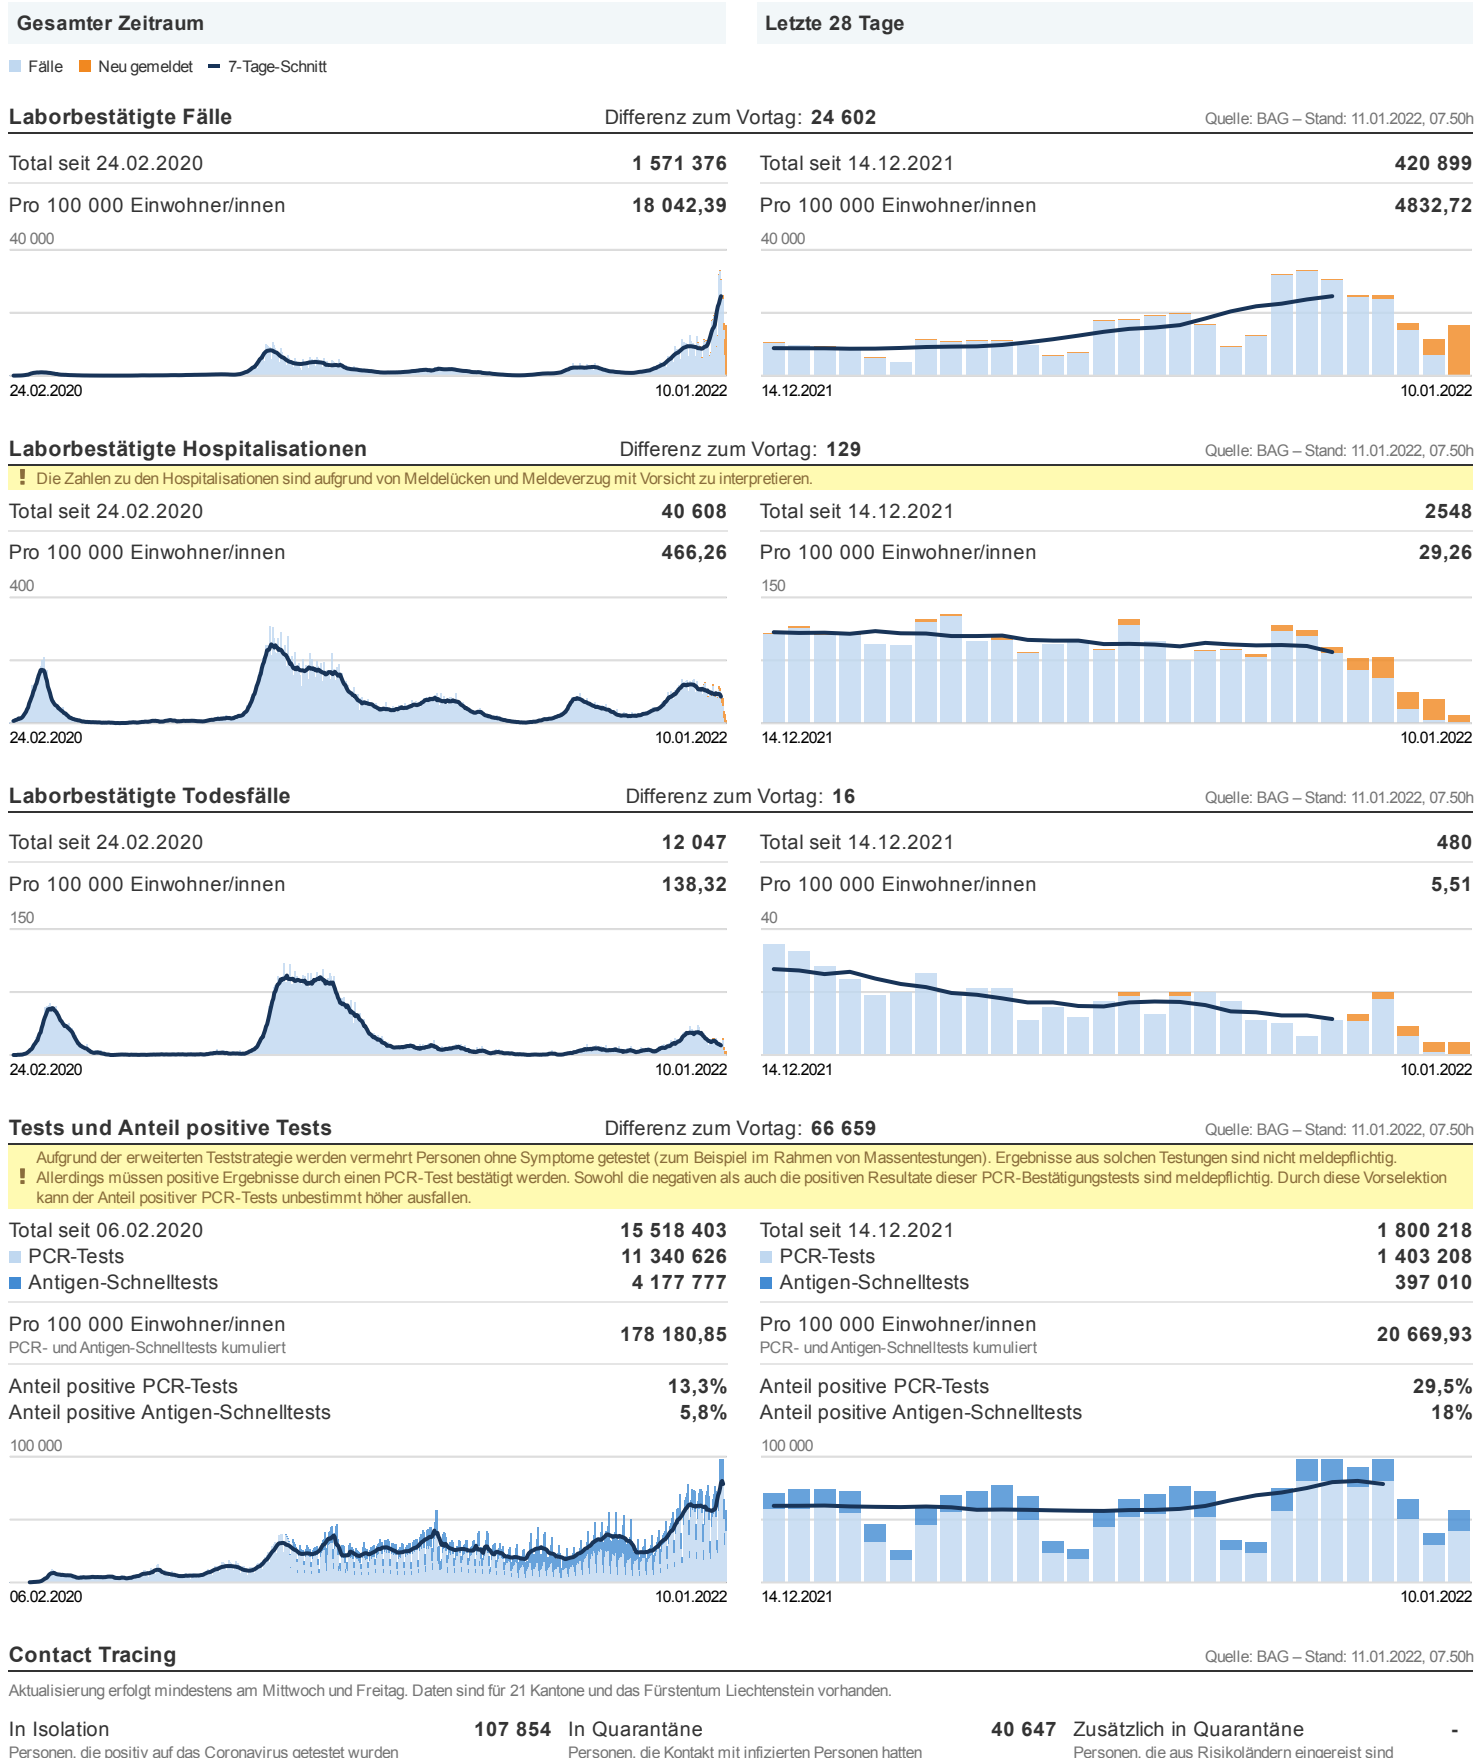 Gesamter Zeitraum
Letzte 28 Tage
Fälle Neu gemeldet 7-Tage-Schnitt
Laborbestätigte Fälle Differenz zum Vortag: 24 602 Quelle: BAG – Stand: 11.01.2022, 07.50h
Total seit 24.02.2020 1 571 376
Pro 100 000 Einwohner/innen 18 042,39
40 000
24.02.2020 10.01.2022
Total seit 14.12.2021 420 899
Pro 100 000 Einwohner/innen 4832,72
40 000
14.12.2021 10.01.2022
Laborbestätigte Hospitalisationen Differenz zum Vortag: 129 Quelle: BAG – Stand: 11.01.2022, 07.50h
! Die Zahlen zu den Hospitalisationen sind aufgrund von Meldelücken und Meldeverzug mit Vorsicht zu interpretieren.
Total seit 24.02.2020 40 608
Pro 100 000 Einwohner/innen 466,26
400
24.02.2020 10.01.2022
Total seit 14.12.2021 2548
Pro 100 000 Einwohner/innen 29,26
150
14.12.2021 10.01.2022
Laborbestätigte Todesfälle Differenz zum Vortag: 16 Quelle: BAG – Stand: 11.01.2022, 07.50h
Total seit 24.02.2020 12 047
Pro 100 000 Einwohner/innen 138,32
150
24.02.2020 10.01.2022
Total seit 14.12.2021 480
Pro 100 000 Einwohner/innen 5,51
40
14.12.2021 10.01.2022
Tests und Anteil positive Tests Differenz zum Vortag: 66 659 Quelle: BAG – Stand: 11.01.2022, 07.50h
Aufgrund der erweiterten Teststrategie werden vermehrt Personen ohne Symptome getestet (zum Beispiel im Rahmen von Massentestungen). Ergebnisse aus solchen Testungen sind nicht meldepflichtig.
! Allerdings müssen positive Ergebnisse durch einen PCR-Test bestätigt werden. Sowohl die negativen als auch die positiven Resultate dieser PCR-Bestätigungstests sind meldepflichtig. Durch diese Vorselektion
kann der Anteil positiver PCR-Tests unbestimmt höher ausfallen.
Total seit 06.02.2020 15 518 403
PCR-Tests 11 340 626
Antigen-Schnelltests 4 177 777
Pro 100 000 Einwohner/innen 178 180,85
PCR- und Antigen-Schnelltests kumuliert
Anteil positive PCR-Tests 13,3%
Anteil positive Antigen-Schnelltests 5,8%
100 000
06.02.2020 10.01.2022
Total seit 14.12.2021 1 800 218
PCR-Tests 1 403 208
Antigen-Schnelltests 397 010
Pro 100 000 Einwohner/innen 20 669,93
PCR- und Antigen-Schnelltests kumuliert
Anteil positive PCR-Tests 29,5%
Anteil positive Antigen-Schnelltests 18%
100 000
14.12.2021 10.01.2022
Contact Tracing Quelle: BAG – Stand: 11.01.2022, 07.50h
Aktualisierung erfolgt mindestens am Mittwoch und Freitag. Daten sind für 21 Kantone und das Fürstentum Liechtenstein vorhanden.
In Isolation 107 854
Personen, die positiv auf das Coronavirus getestet wurden
In Quarantäne 40 647
Personen, die Kontakt mit infizierten Personen hatten
Zusätzlich in Quarantäne -
Personen, die aus Risikoländern eingereist sind